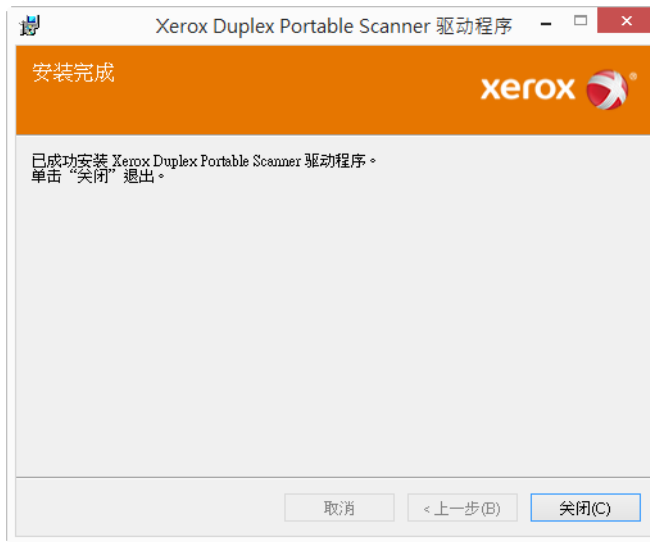 Xerox Duplex Portable Scanner 驱动程序
安装完成
xerox
已成功安装 Xerox Duplex Portable Scanner 驱动程序。
单击“关闭”退出。
取消
<上一步(B)
关闭(C)